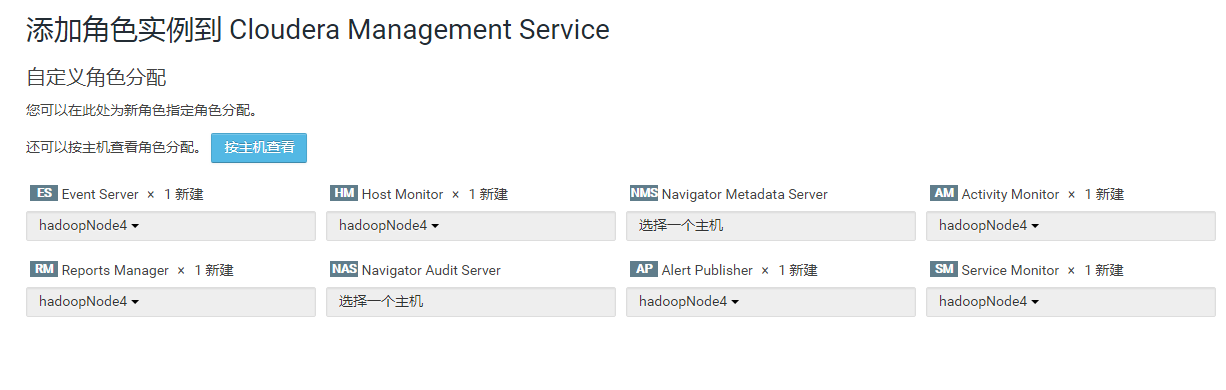 添加角色实例到 Cloudera Management Service
自定义角色分配
您可以在此处为新角色指定角色分配。
还可以按主机查看角色分配。 按主机查看
ES Event Server × 1 新建 HM Host Monitor × 1 新建 NMS Navigator Metadata Server AM Activity Monitor × 1 新建
hadoopNode4 hadoopNode4 选择一个主机 hadoopNode4
RM Reports Manager × 1 新建 NAS Navigator Audit Server AP Alert Publisher × 1 新建 SM Service Monitor × 1 新建
hadoopNode4 选择一个主机 hadoopNode4 hadoopNode4